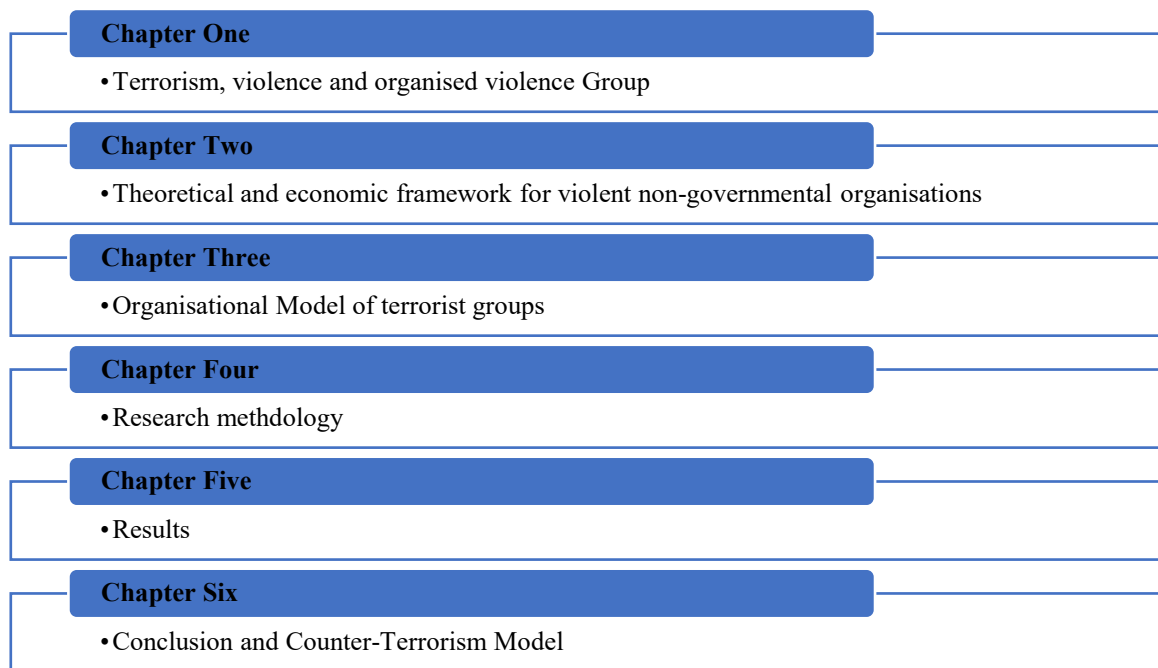 Chapter One
•Terrorism, violence and organised violence Group
Chapter Two
•Theoretical and economic framework for violent non-governmental organisations
Chapter Three
•Organisational Model of terrorist groups
Chapter Four
•Research methdology
Chapter Five
•Results
Chapter Six
•Conclusion and Counter-Terrorism Model